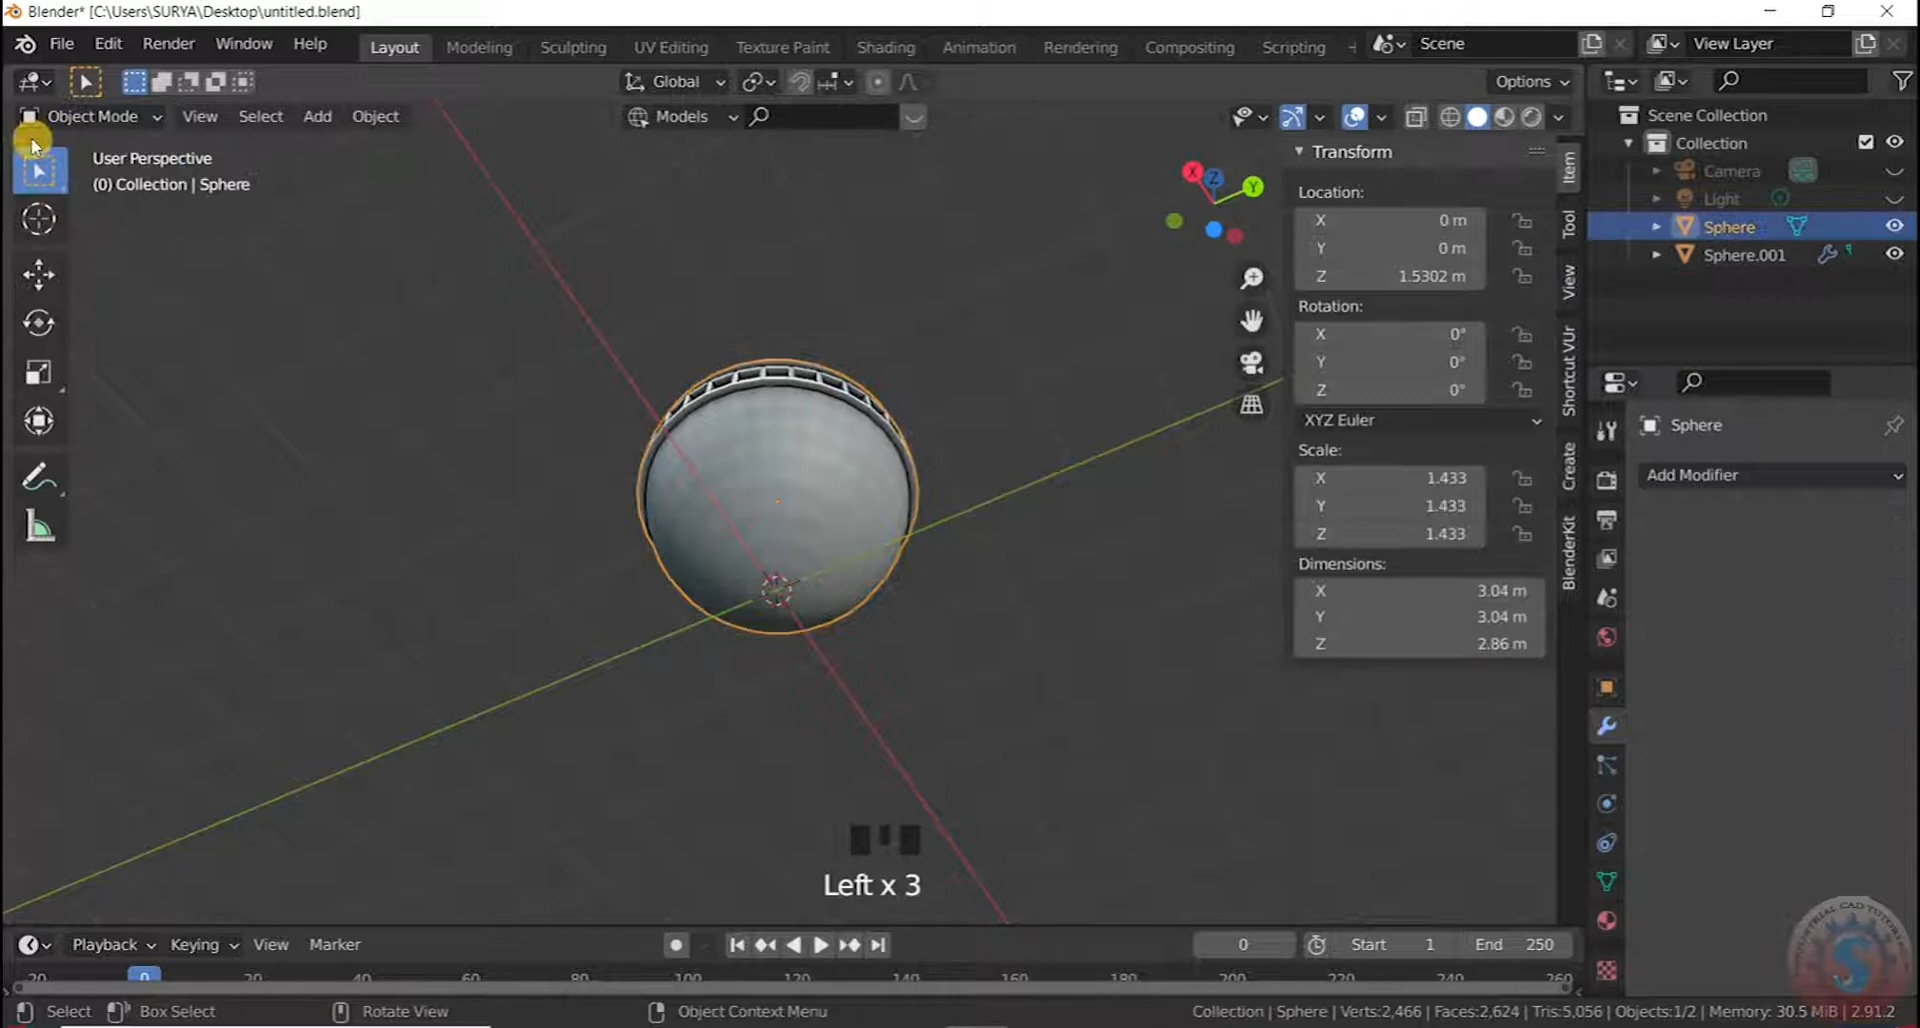 Blender* [C:\Users\SURYA\Desktop\untitled.blend]
File Edit Render Window Help Layout Modeling Sculpting UV Editing Texture Paint Shading Animation Rendering Compositing Scripting + Scene View Layer
Global Options
Object Mode View Select Add Object Models
User Perspective
(0) Collection | Sphere
X Z Y
Transform
Location:
X 0 m
Y 0 m
Z 1.5302 m
Rotation:
X 0°
Y 0°
Z 0°
XYZ Euler
Scale:
X 1.433
Y 1.433
Z 1.433
Dimensions:
X 3.04 m
Y 3.04 m
Z 2.86 m
Item
Tool
View
Shortcut VUr
Create
BlenderKit
Scene Collection
Collection
Camera
Light
Sphere
Sphere.001
Sphere
Add Modifier
Left x 3
Playback Keying View Marker 0 Start 1 End 250
-20 0 20 40 60 80 100 120 140 160 180 200 220 240 260
Select Box Select Rotate View Object Context Menu Collection | Sphere | Verts:2,466 | Faces:2,624 | Tris:5,056 | Objects:1/2 | Memory: 30.5 MiB | 2.91.2